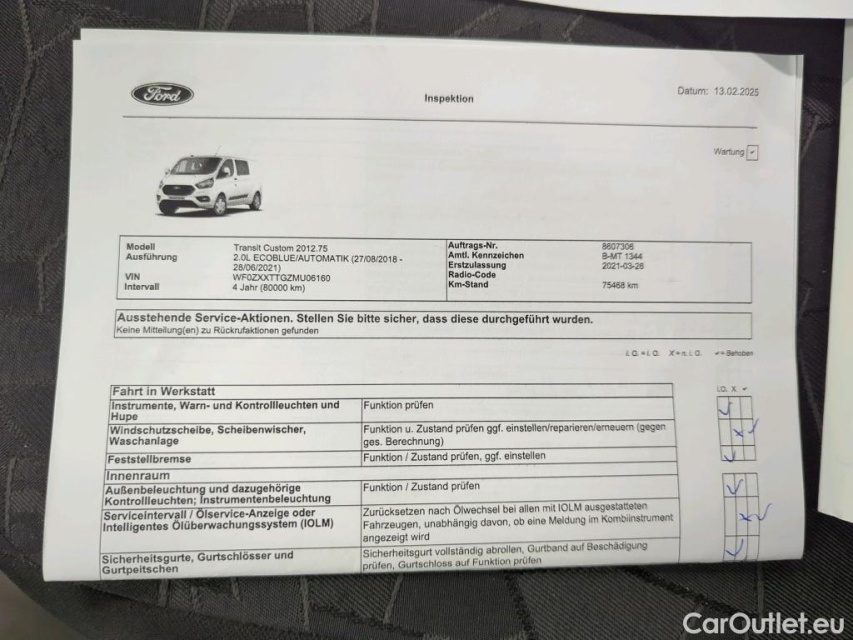 Ford
Inspektion
Datum: 13.02.2025
Wartung
Modell Transit Custom 2012.75
Ausführung 2.0L ECOBLUE/AUTOMATIK (27/08/2018 -
28/06/2021)
VIN WF0ZXXTTGZMU06160
Intervall 4 Jahr (80000 km)
Auftrags-Nr. 8607306
Amtl. Kennzeichen B-MT 1344
Erstzulassung 2021-03-26
Radio-Code
Km-Stand 75468 km
Ausstehende Service-Aktionen. Stellen Sie bitte sicher, dass diese durchgeführt wurden.
Keine Mitteilung(en) zu Rückrufaktionen gefunden
i.O.=i.O. X=n.i.O. ✔=Behoben
Fahrt in Werkstatt
i.O. X ✔
Instrumente, Warn- und Kontrollleuchten und
Hupe
Funktion prüfen
Windschutzscheibe, Scheibenwischer,
Waschanlage
Funktion u. Zustand prüfen ggf. einstellen/reparieren/erneuern (gegen
ges. Berechnung)
Feststellbremse
Funktion / Zustand prüfen, ggf. einstellen
Innenraum
Außenbeleuchtung und dazugehörige
Kontrollleuchten; Instrumentenbeleuchtung
Funktion / Zustand prüfen
Serviceintervall / Ölservice-Anzeige oder
Intelligentes Ölüberwachungssystem (IOLM)
Zurücksetzen nach Ölwechsel bei allen mit IOLM ausgestatteten
Fahrzeugen, unabhängig davon, ob eine Meldung im Kombiinstrument
angezeigt wird
Sicherheitsgurte, Gurtschlösser und
Gurtpeitschen
Sicherheitsgurt vollständig abrollen, Gurtband auf Beschädigung
prüfen, Gurtschloss auf Funktion prüfen
CarOutlet.eu